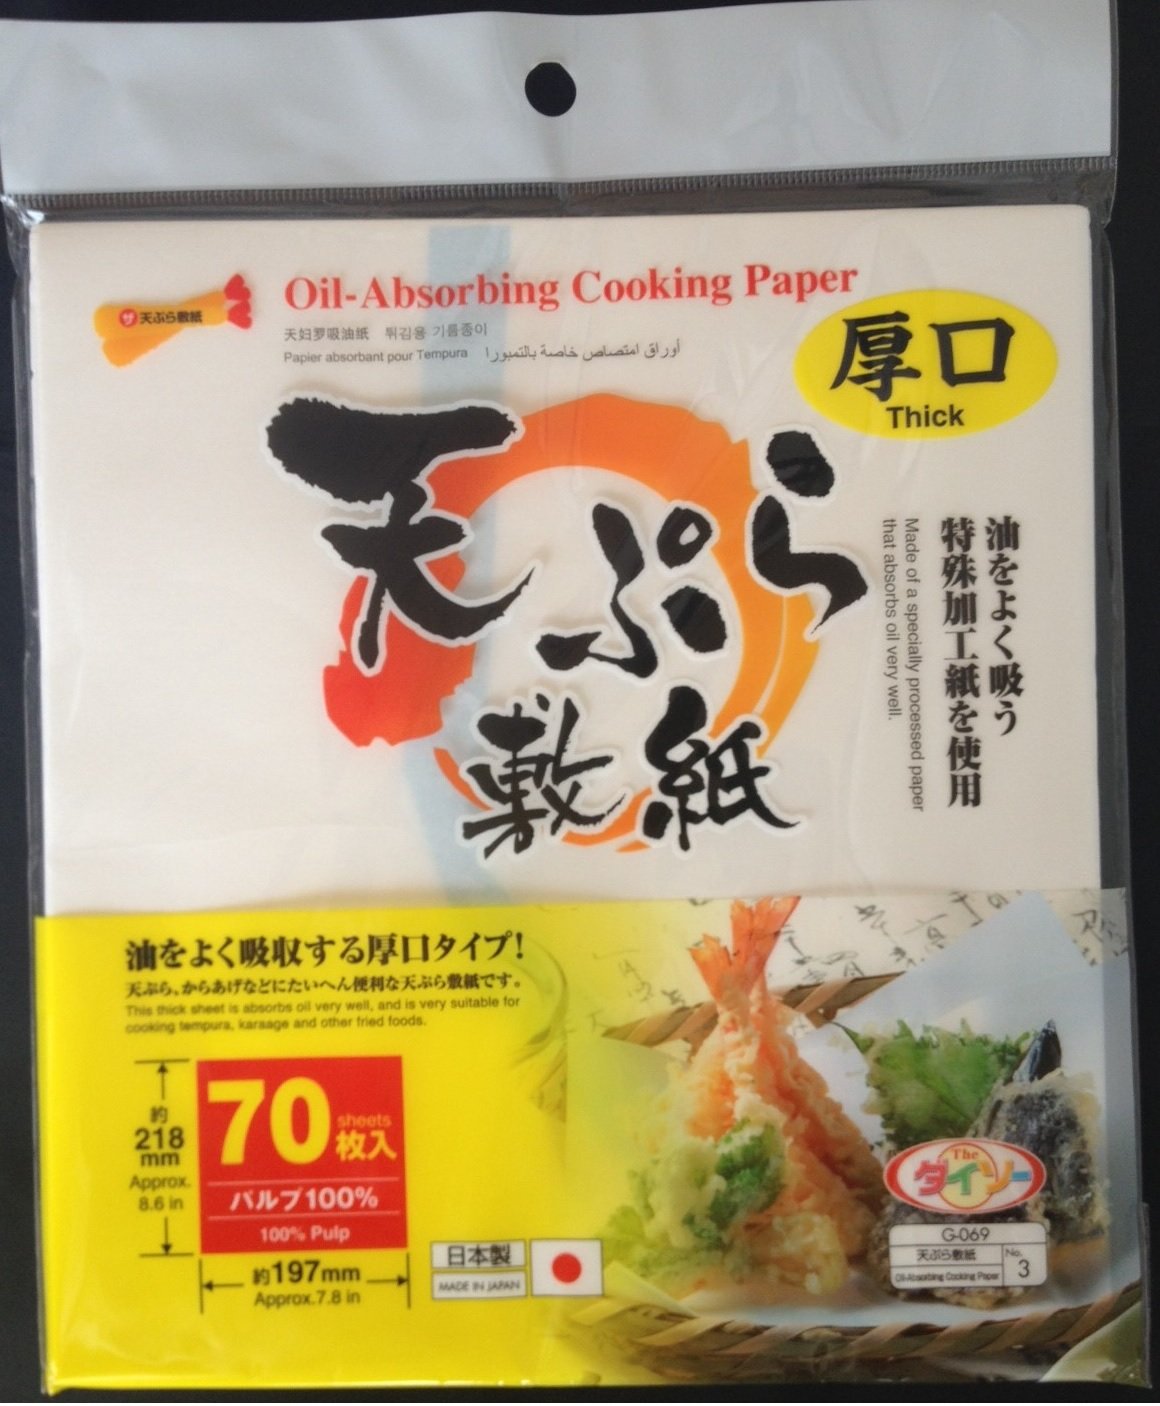 ザ 天ぷら敷紙
Oil-Absorbing Cooking Paper
天妇罗吸油纸 튀김용 기름종이
Papier absorbant pour Tempura أوراق امتصاص خاصة بالتمبورا
厚口
Thick
天ぷら
敷紙
油をよく吸う
特殊加工紙を使用
Made of a specially processed paper
that absorbs oil very well.
油をよく吸収する厚口タイプ!
天ぷら、からあげなどにたいへん便利な天ぷら敷紙です。
This thick sheet is absorbs oil very well, and is very suitable for
cooking tempura, karaage and other fried foods.
約
218
mm
Approx.
8.6 in
70 sheets 枚入
パルプ100%
100% Pulp
約197mm
Approx.7.8 in
日本製
MADE IN JAPAN
The
ダイソー
G-069
天ぷら敷紙
Oil-Absorbing Cooking Paper
No.
3